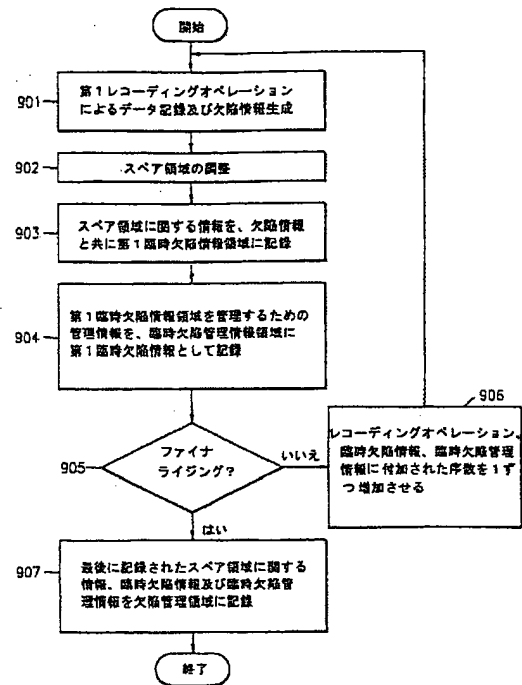 開始
901
第1レコーディングオペレーション
によるデータ記録及び欠陥情報生成
902
スペア領域の調整
903
スペア領域に関する情報を、欠陥情報
と共に第1臨時欠陥情報領域に記録
904
第1臨時欠陥情報領域を管理するための
管理情報を、臨時欠陥管理情報領域に
第1臨時欠陥情報として記録
905
ファイナ
ライジング?
いいえ
906
レコーディングオペレーション、
臨時欠陥情報、臨時欠陥管理
情報に付加された序数を1ず
つ増加させる
はい
907
最後に記録されたスペア領域に関する
情報、臨時欠陥情報及び臨時欠陥管
理情報を欠陥管理領域に記録
終了